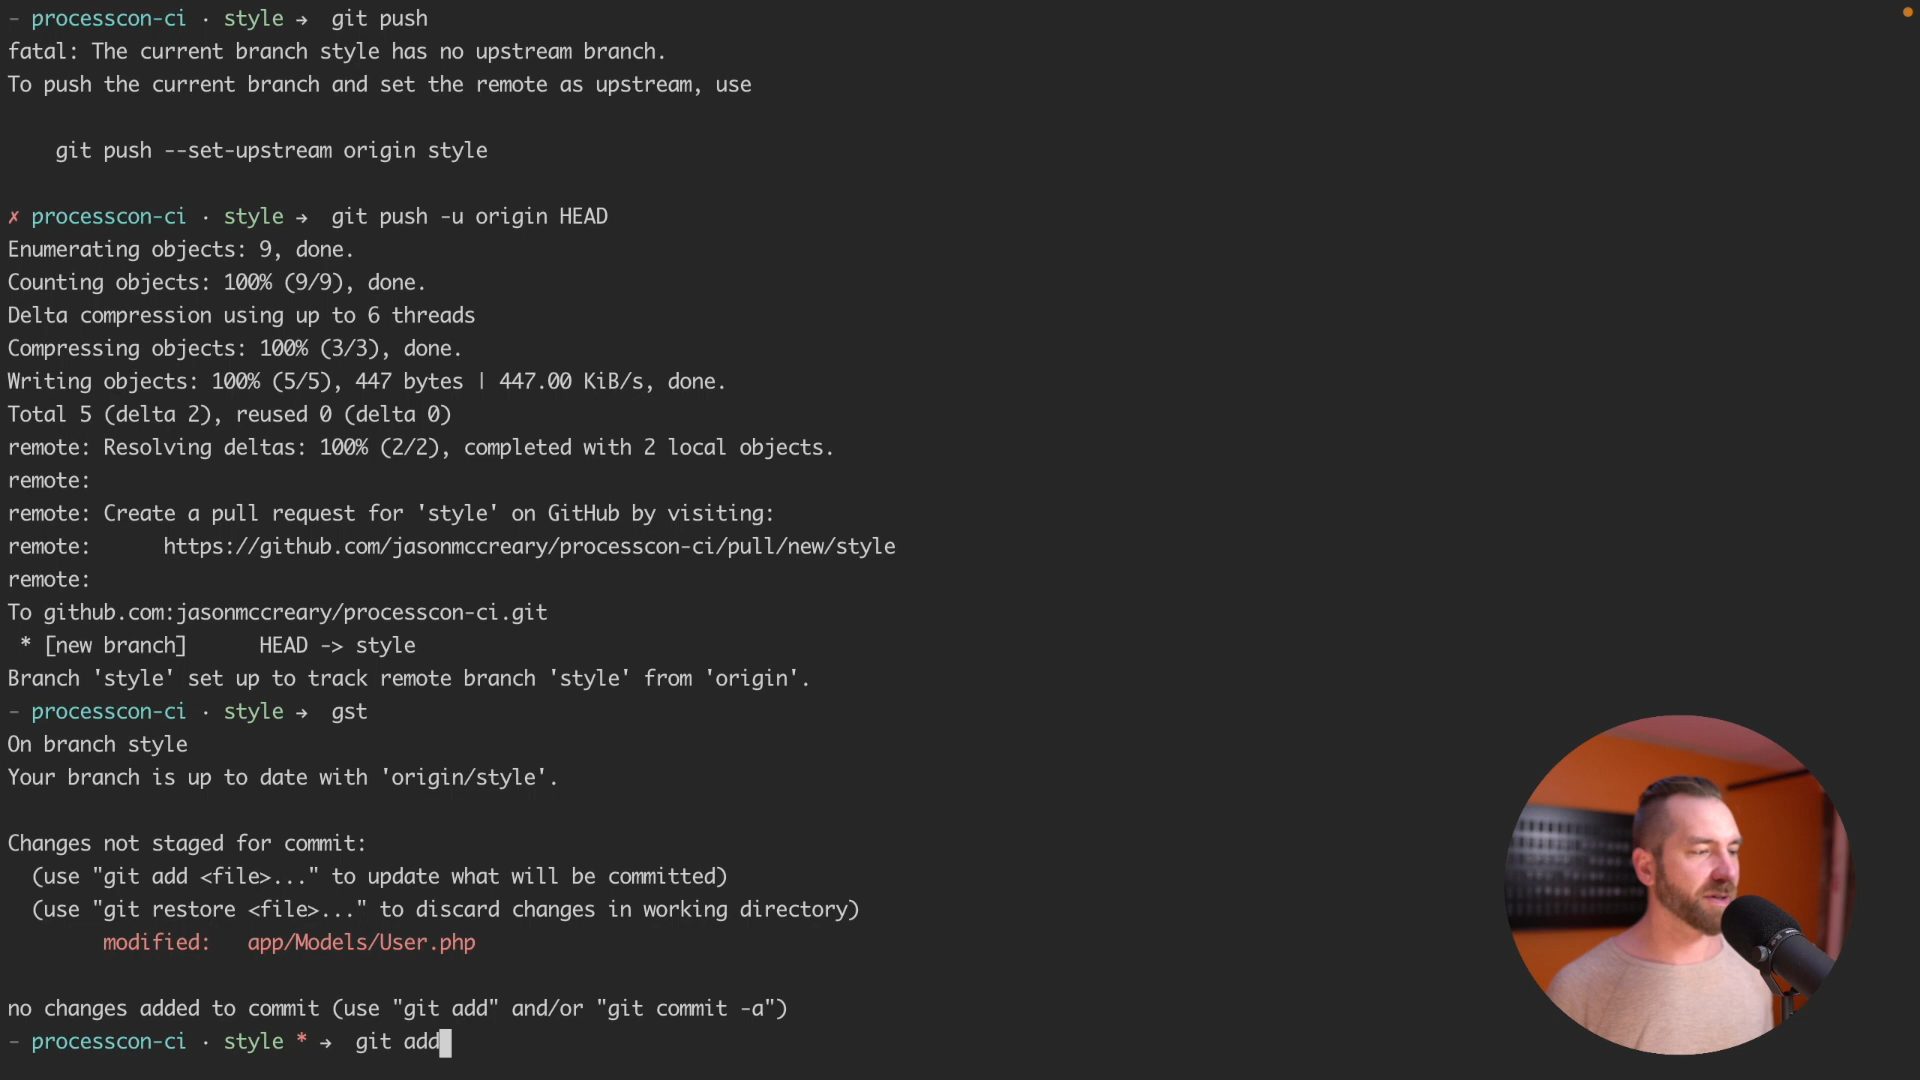 - processcon-ci · style → git push
fatal: The current branch style has no upstream branch.
To push the current branch and set the remote as upstream, use
git push --set-upstream origin style
✗ processcon-ci · style → git push -u origin HEAD
Enumerating objects: 9, done.
Counting objects: 100% (9/9), done.
Delta compression using up to 6 threads
Compressing objects: 100% (3/3), done.
Writing objects: 100% (5/5), 447 bytes | 447.00 KiB/s, done.
Total 5 (delta 2), reused 0 (delta 0)
remote: Resolving deltas: 100% (2/2), completed with 2 local objects.
remote:
remote: Create a pull request for 'style' on GitHub by visiting:
remote:      https://github.com/jasonmccreary/processcon-ci/pull/new/style
remote:
To github.com:jasonmccreary/processcon-ci.git
* [new branch]      HEAD -> style
Branch 'style' set up to track remote branch 'style' from 'origin'.
- processcon-ci · style → gst
On branch style
Your branch is up to date with 'origin/style'.
Changes not staged for commit:
(use "git add <file>..." to update what will be committed)
(use "git restore <file>..." to discard changes in working directory)
modified:   app/Models/User.php
no changes added to commit (use "git add" and/or "git commit -a")
- processcon-ci · style * → git add